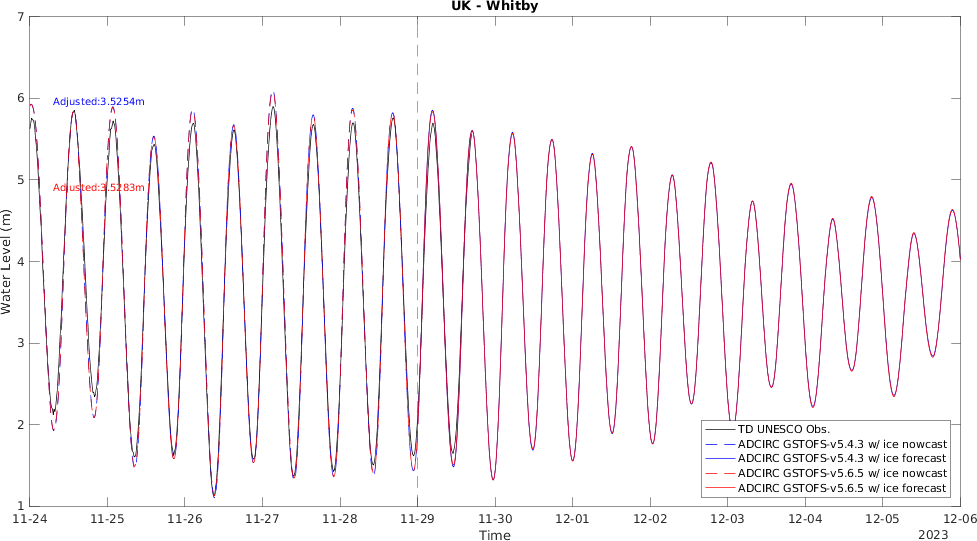 UK - Whitby
7
6
5
4
3
2
1
Water Level (m)
Adjusted:3.5254m
Adjusted:3.5283m
TD UNESCO Obs.
ADCIRC GSTOFS-v5.4.3 w/ ice nowcast
ADCIRC GSTOFS-v5.4.3 w/ ice forecast
ADCIRC GSTOFS-v5.6.5 w/ ice nowcast
ADCIRC GSTOFS-v5.6.5 w/ ice forecast
11-24 11-25 11-26 11-27 11-28 11-29 11-30 12-01 12-02 12-03 12-04 12-05 12-06
Time
2023